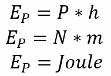 E_P = P * h
E_P = N * m
E_P = Joule